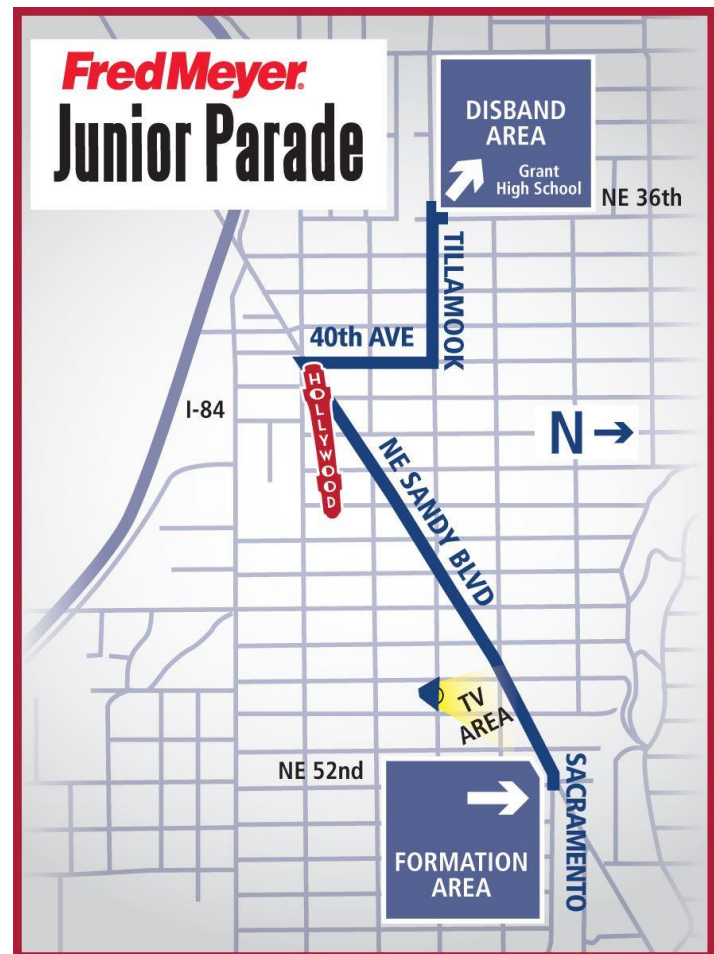 FredMeyer®
Junior Parade
DISBAND
AREA
Grant
High School
NE 36th
TILLAMOOK
40th AVE
HOLLYWOOD
I-84
N
NE SANDY BLVD
TV
AREA
NE 52nd
SACRAMENTO
FORMATION
AREA